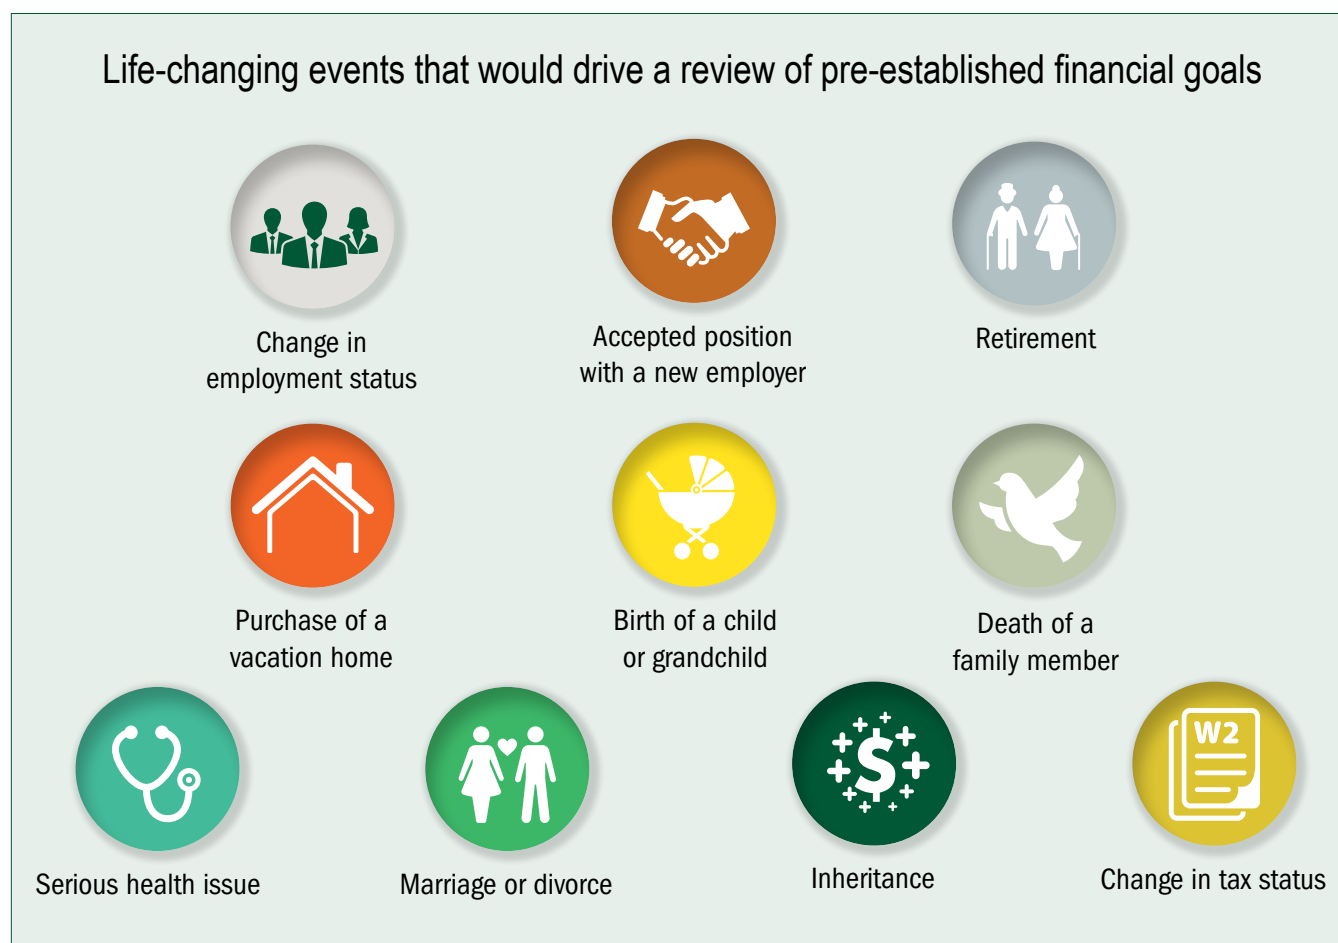 Life-changing events that would drive a review of pre-established financial goals
Change in
employment status
Accepted position
with a new employer
Retirement
Purchase of a
vacation home
Birth of a child
or grandchild
Death of a
family member
Serious health issue
Marriage or divorce
$
Inheritance
W2
Change in tax status